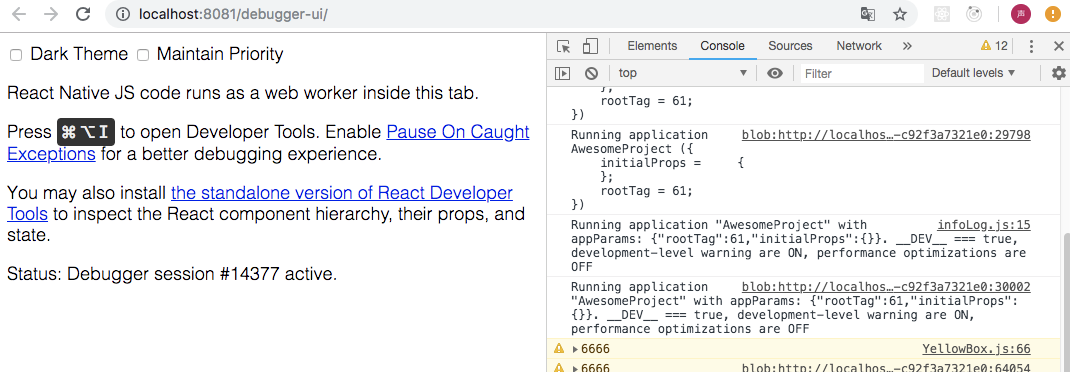 localhost:8081/debugger-ui/
声
Dark Theme Maintain Priority
React Native JS code runs as a web worker inside this tab.
Press ⌘⌥I to open Developer Tools. Enable Pause On Caught
Exceptions for a better debugging experience.
You may also install the standalone version of React Developer
Tools to inspect the React component hierarchy, their props, and
state.
Status: Debugger session #14377 active.
Elements Console Sources Network » 12
top Filter Default levels ▼
};
rootTag = 61;
})
Running application blob:http://localhos…-c92f3a7321e0:29798
AwesomeProject ({
initialProps = {
};
rootTag = 61;
})
Running application "AwesomeProject" with infoLog.js:15
appParams: {"rootTag":61,"initialProps":{}}. __DEV__ === true,
development-level warning are ON, performance optimizations are
OFF
Running application blob:http://localhos…-c92f3a7321e0:30002
"AwesomeProject" with appParams: {"rootTag":61,"initialProps":
{}}. __DEV__ === true, development-level warning are ON,
performance optimizations are OFF
6666 YellowBox.js:66
6666 blob:http://localhos…-c92f3a7321e0:64054